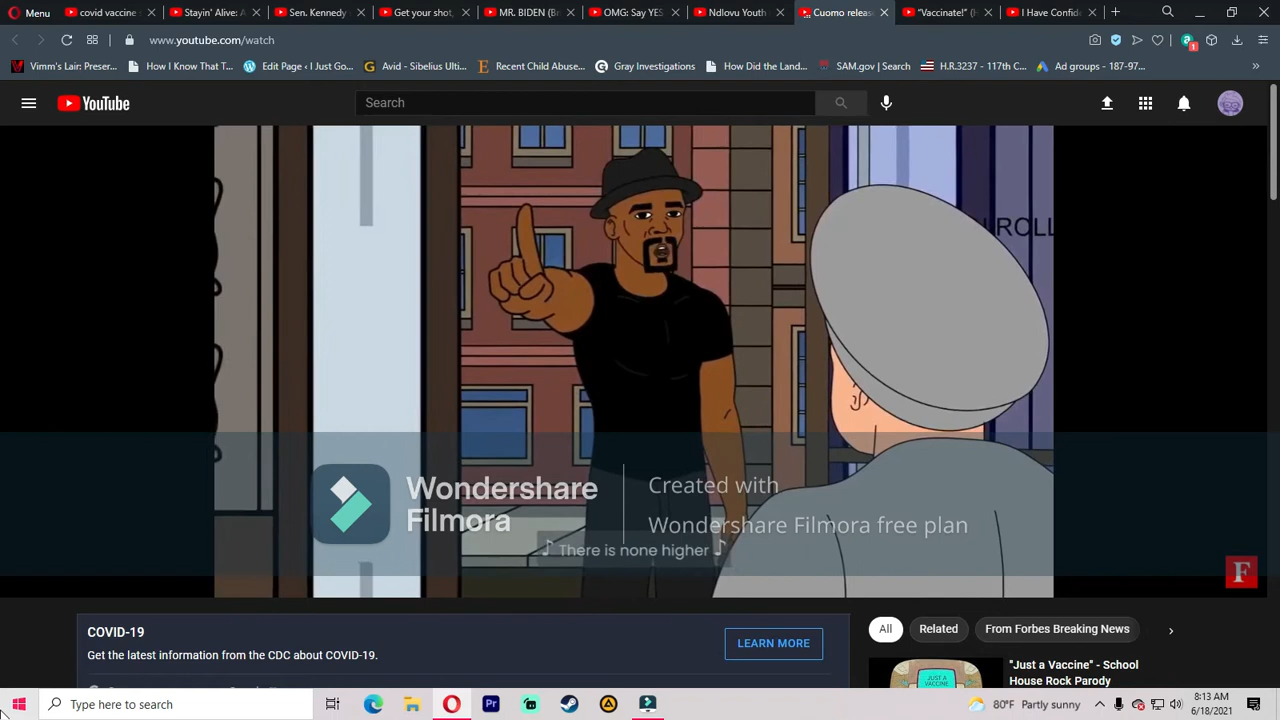 Menu
covid vaccine s
Stayin' Alive: A
Sen. Kennedy
Get your shot,
MR. BIDEN (Br
OMG: Say YES
Ndlovu Youth
Cuomo releas
"Vaccinate!" (H
I Have Confid
www.youtube.com/watch
1
Vimm's Lair: Preser...
How I Know That T...
Edit Page ‹ I Just Go...
Avid - Sibelius Ulti...
Recent Child Abuse...
Gray Investigations
How Did the Land...
SAM.gov | Search
H.R.3237 - 117th C...
Ad groups - 187-97...
»
YouTube
Search
ROLL
Wondershare
Filmora
Created with
Wondershare Filmora free plan
♪ There is none higher ♪
F
COVID-19
Get the latest information from the CDC about COVID-19.
LEARN MORE
All
Related
From Forbes Breaking News
JUST A
VACCINE
"Just a Vaccine" - School
House Rock Parody
Type here to search
Pr
80°F Partly sunny
8:13 AM
6/18/2021